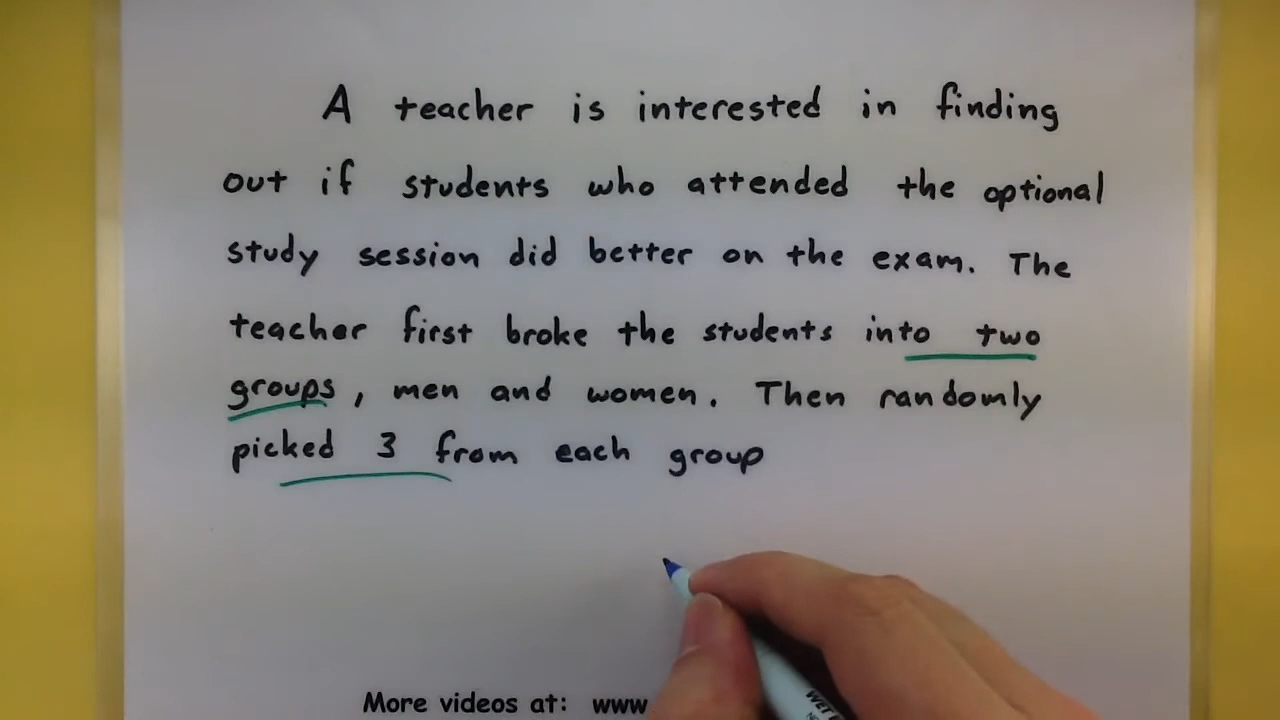 A teacher is interested in finding
out if students who attended the optional
study session did better on the exam. The
teacher first broke the students into two
groups, men and women. Then randomly
picked 3 from each group
More videos at: www